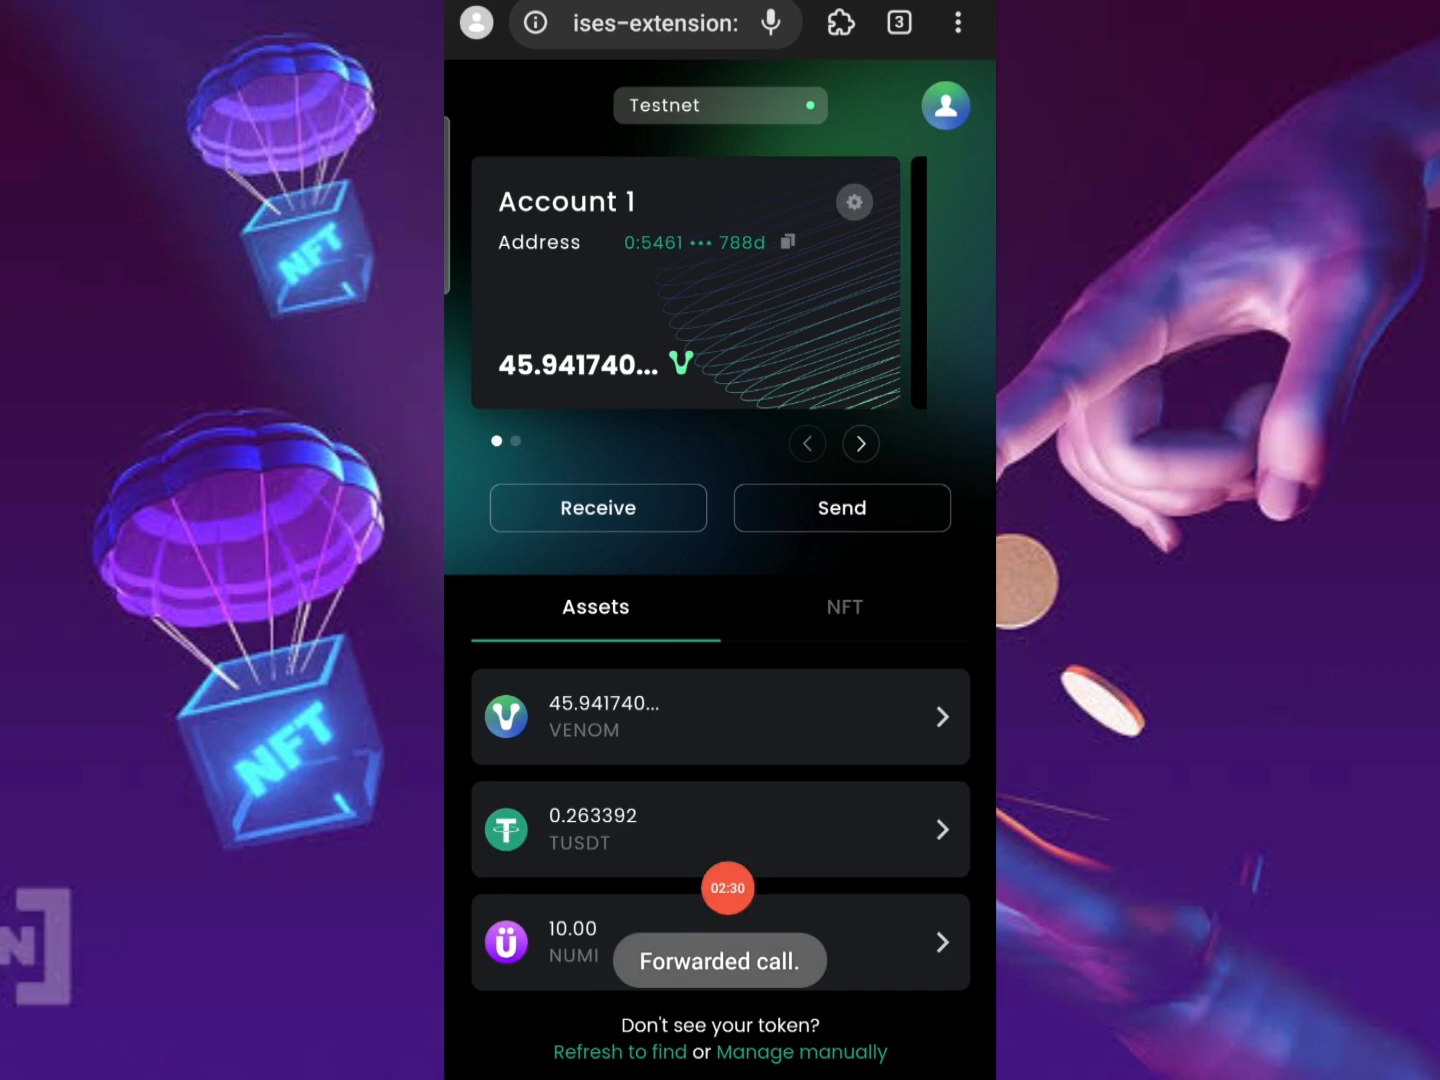 ises-extension:
3
Testnet
Account 1
Address 0:5461 ••• 788d
45.941740...
Receive
Send
Assets
NFT
45.941740...
VENOM
0.263392
TUSDT
02:30
10.00
NUMI
Forwarded call.
Don't see your token?
Refresh to find or Manage manually
NFT
NFT
N